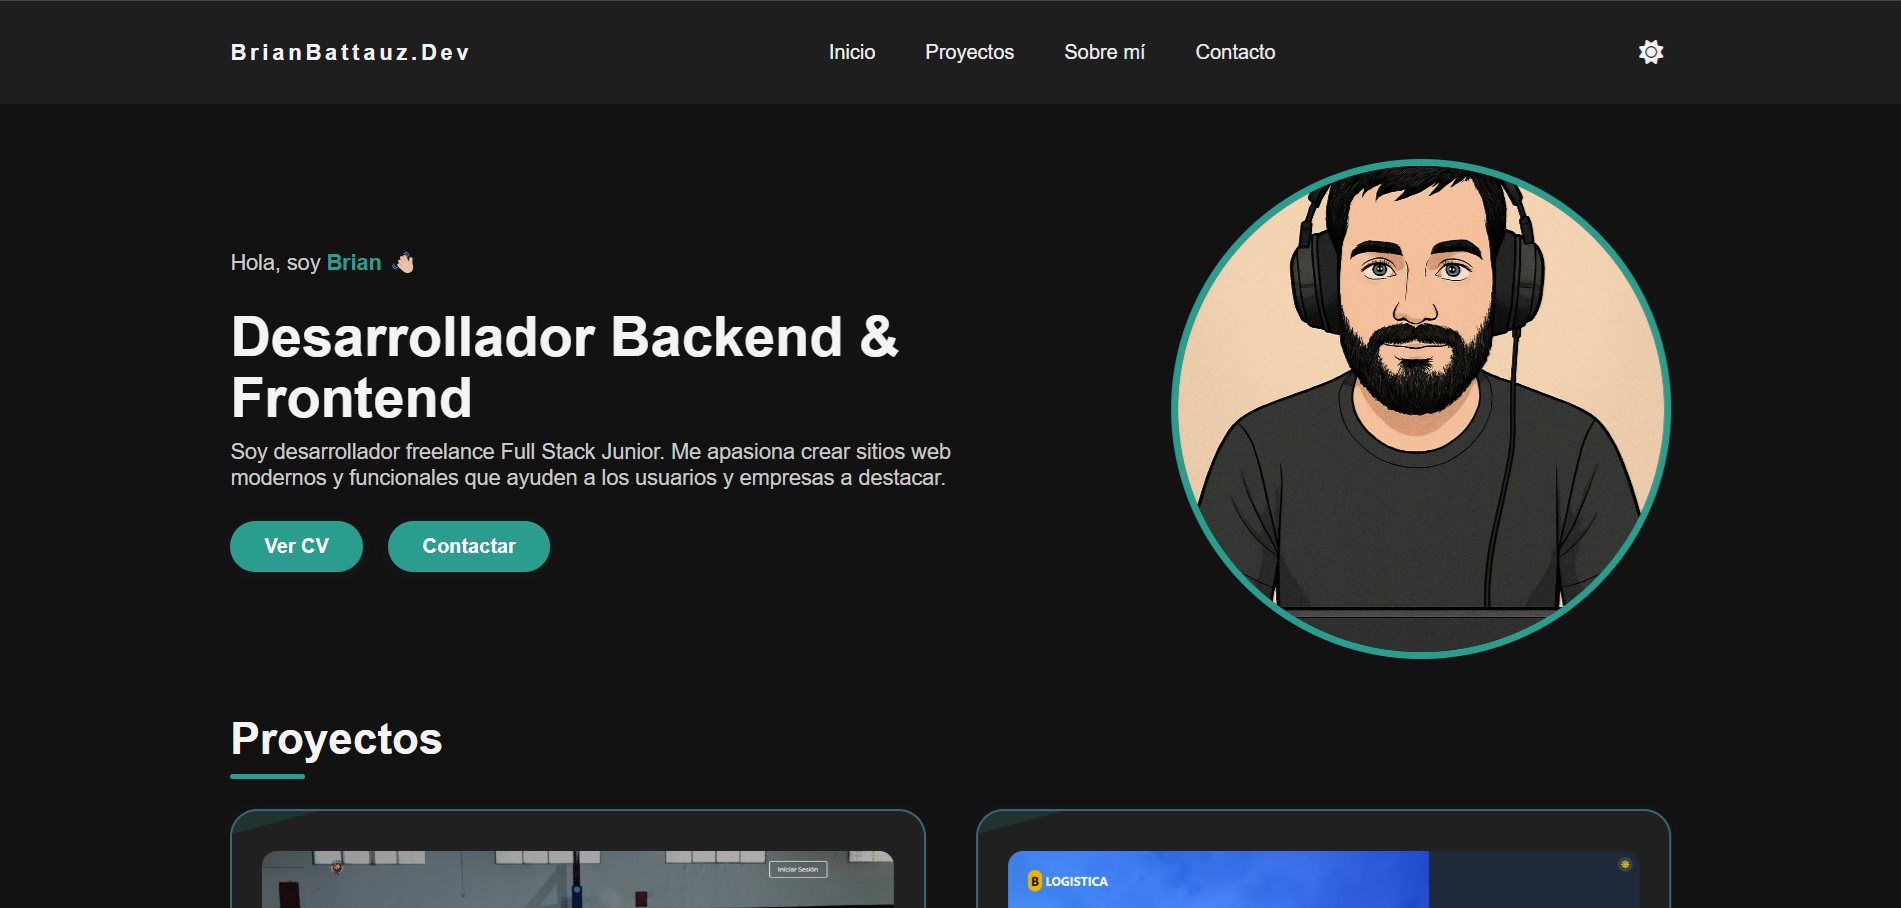 BrianBattauz.Dev
Inicio
Proyectos
Sobre mí
Contacto
Hola, soy Brian 👋🏻
Desarrollador Backend &
Frontend
Soy desarrollador freelance Full Stack Junior. Me apasiona crear sitios web
modernos y funcionales que ayuden a los usuarios y empresas a destacar.
Ver CV
Contactar
Proyectos
Iniciar Sesión
B LOGISTICA